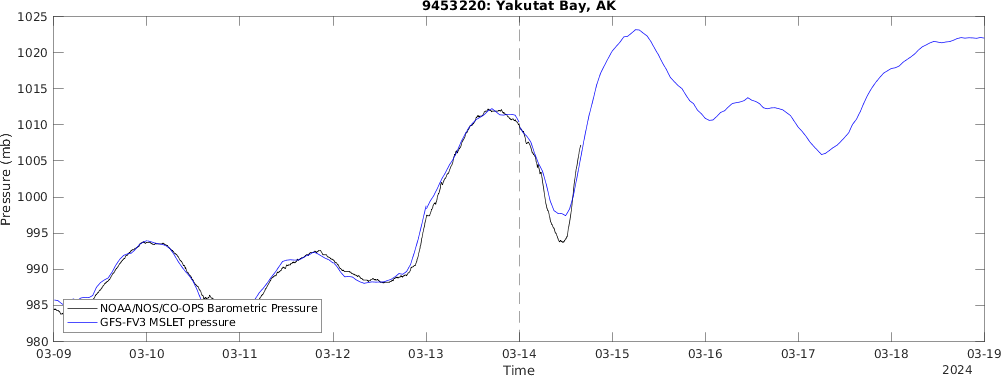 9453220: Yakutat Bay, AK
1025
1020
1015
1010
1005
1000
995
990
985
980
Pressure (mb)
NOAA/NOS/CO-OPS Barometric Pressure
GFS-FV3 MSLET pressure
03-09 03-10 03-11 03-12 03-13 03-14 03-15 03-16 03-17 03-18 03-19
Time
2024